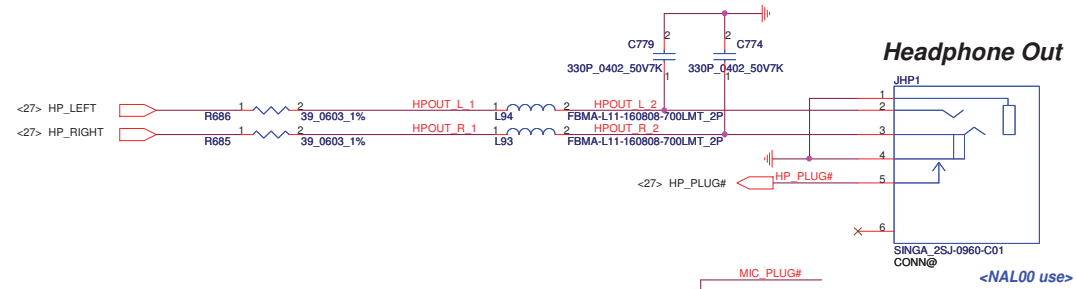 2
2
C779
C774
330P_0402_50V7K
330P_0402_50V7K
1
1
Headphone Out
JHP1
<27> HP_LEFT
1
2
R686
39_0603_1%
HPOUT_L_1
1
2
L94
HPOUT_L_2
FBMA-L11-160808-700LMT_2P
<27> HP_RIGHT
1
2
R685
39_0603_1%
HPOUT_R_1
1
2
L93
HPOUT_R_2
FBMA-L11-160808-700LMT_2P
1
2
3
4
5
6
<27> HP_PLUG#
HP_PLUG#
SINGA_2SJ-0960-C01
CONN@
<NAL00 use>
MIC_PLUG#